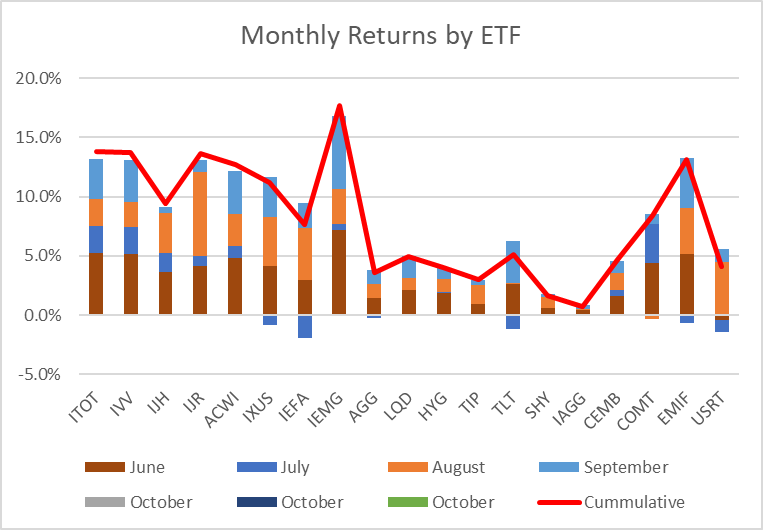 Monthly Returns by ETF
20.0%
15.0%
10.0%
5.0%
0.0%
-5.0%
ITOT IVV IJH IJR ACWI IXUS IEFA IEMG AGG LQD HYG TIP TLT SHY IAGG CEMB COMT EMIF USRT
June July August September
October October October Cummulative